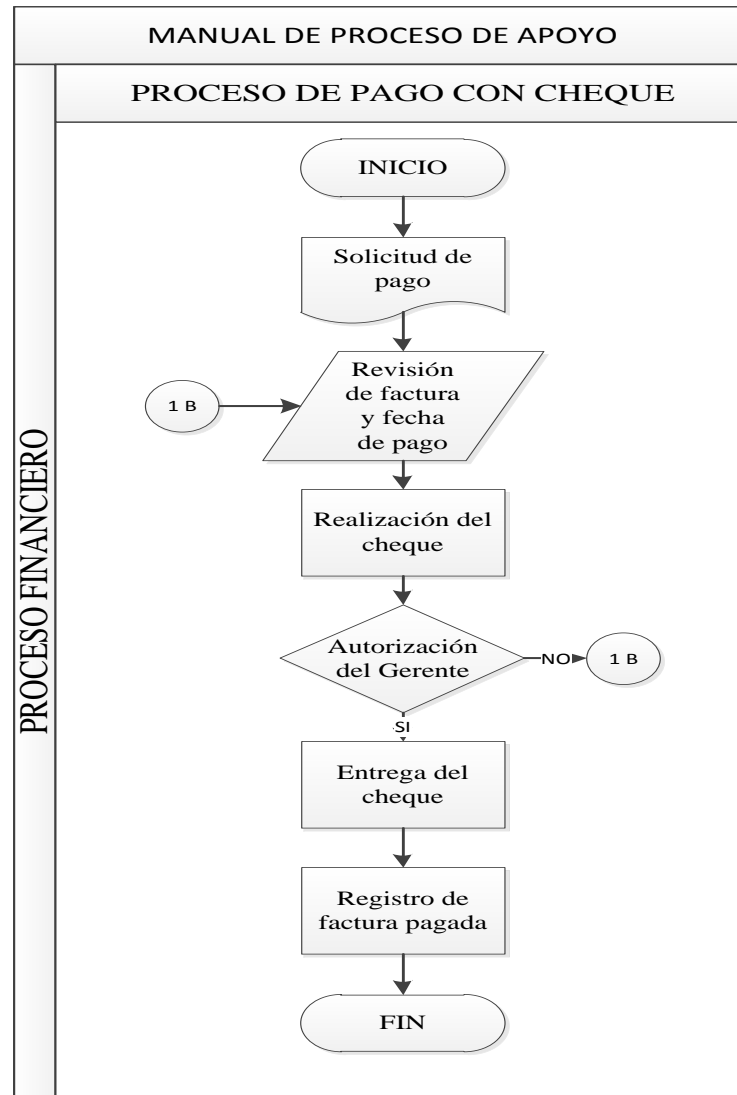 MANUAL DE PROCESO DE APOYO
PROCESO DE PAGO CON CHEQUE
PROCESO FINANCIERO
INICIO
Solicitud de
pago
1 B
Revisión
de factura
y fecha
de pago
Realización del
cheque
Autorización
del Gerente
NO
1 B
SI
Entrega del
cheque
Registro de
factura pagada
FIN